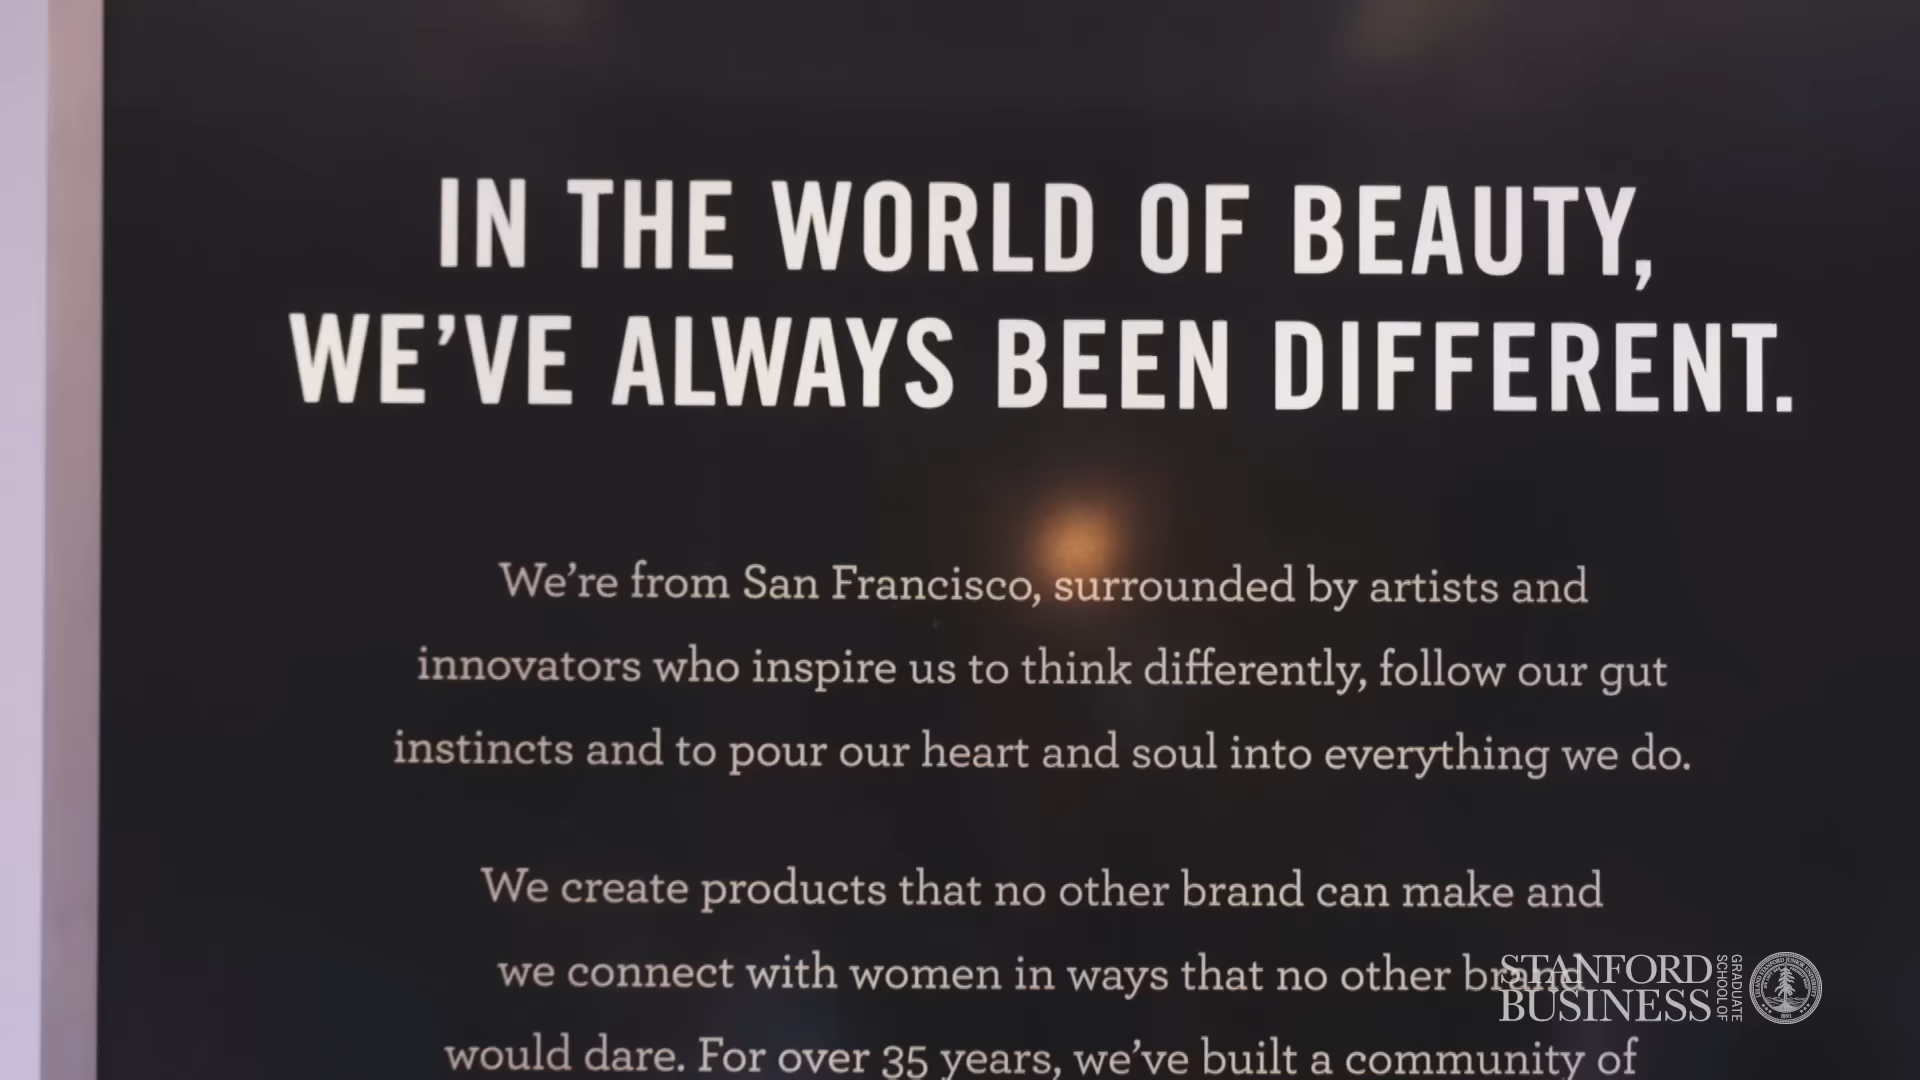 IN THE WORLD OF BEAUTY,
WE'VE ALWAYS BEEN DIFFERENT.
We're from San Francisco, surrounded by artists and
innovators who inspire us to think differently, follow our gut
instincts and to pour our heart and soul into everything we do.
We create products that no other brand can make and
we connect with women in ways that no other brand
would dare. For over 35 years, we've built a community of
STANFORD
BUSINESS
GRADUATE
SCHOOL OF